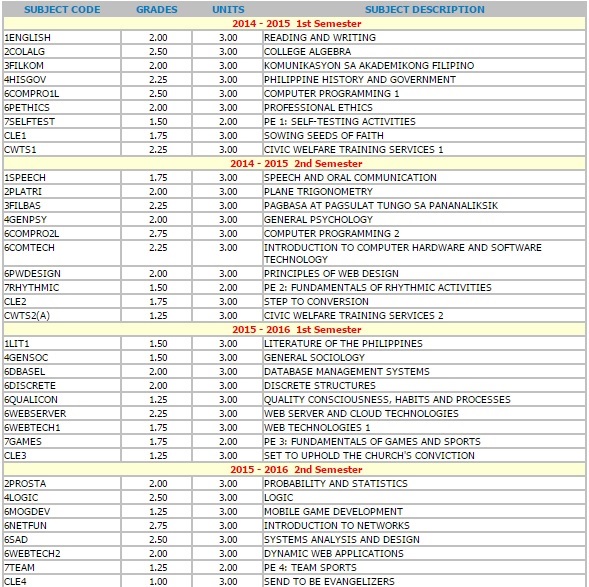 SUBJECT CODE GRADES UNITS SUBJECT DESCRIPTION
2014 - 2015 1st Semester
1ENGLISH 2.00 3.00 READING AND WRITING
2COLALG 2.50 3.00 COLLEGE ALGEBRA
3FILKOM 2.00 3.00 KOMUNIKASYON SA AKADEMIKONG FILIPINO
4HISGOV 2.25 3.00 PHILIPPINE HISTORY AND GOVERNMENT
6COMPRO1L 2.50 3.00 COMPUTER PROGRAMMING 1
6PETHICS 2.00 3.00 PROFESSIONAL ETHICS
7SELFTEST 1.50 2.00 PE 1: SELF-TESTING ACTIVITIES
CLE1 1.75 3.00 SOWING SEEDS OF FAITH
CWTS1 2.25 3.00 CIVIC WELFARE TRAINING SERVICES 1
2014 - 2015 2nd Semester
1SPEECH 1.75 3.00 SPEECH AND ORAL COMMUNICATION
2PLATRI 2.00 3.00 PLANE TRIGONOMETRY
3FILBAS 2.25 3.00 PAGBASA AT PAGSULAT TUNGO SA PANANALIKSIK
4GENPSY 2.00 3.00 GENERAL PSYCHOLOGY
6COMPRO2L 2.75 3.00 COMPUTER PROGRAMMING 2
6COMTECH 2.25 3.00 INTRODUCTION TO COMPUTER HARDWARE AND SOFTWARE
TECHNOLOGY
6PWDESIGN 2.00 3.00 PRINCIPLES OF WEB DESIGN
7RHYTHMIC 1.50 2.00 PE 2: FUNDAMENTALS OF RHYTHMIC ACTIVITIES
CLE2 1.75 3.00 STEP TO CONVERSION
CWTS2(A) 1.25 3.00 CIVIC WELFARE TRAINING SERVICES 2
2015 - 2016 1st Semester
1LIT1 1.50 3.00 LITERATURE OF THE PHILIPPINES
4GENSOC 1.50 3.00 GENERAL SOCIOLOGY
6DBASEL 2.00 3.00 DATABASE MANAGEMENT SYSTEMS
6DISCRETE 2.00 3.00 DISCRETE STRUCTURES
6QUALICON 1.25 3.00 QUALITY CONSCIOUSNESS, HABITS AND PROCESSES
6WEBSERVER 2.25 3.00 WEB SERVER AND CLOUD TECHNOLOGIES
6WEBTECH1 1.75 3.00 WEB TECHNOLOGIES 1
7GAMES 1.75 2.00 PE 3: FUNDAMENTALS OF GAMES AND SPORTS
CLE3 1.25 3.00 SET TO UPHOLD THE CHURCH'S CONVICTION
2015 - 2016 2nd Semester
2PROSTA 2.00 3.00 PROBABILITY AND STATISTICS
4LOGIC 2.50 3.00 LOGIC
6MOGDEV 1.25 3.00 MOBILE GAME DEVELOPMENT
6NETFUN 2.75 3.00 INTRODUCTION TO NETWORKS
6SAD 2.50 3.00 SYSTEMS ANALYSIS AND DESIGN
6WEBTECH2 2.00 3.00 DYNAMIC WEB APPLICATIONS
7TEAM 1.25 2.00 PE 4: TEAM SPORTS
CLE4 1.00 3.00 SEND TO BE EVANGELIZERS